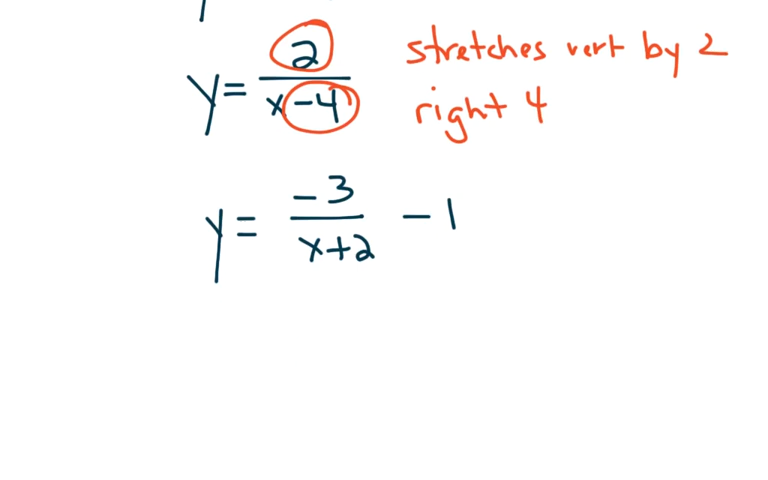 y = 2/(x-4) stretches vert by 2
right 4
y = -3/(x+2) - 1